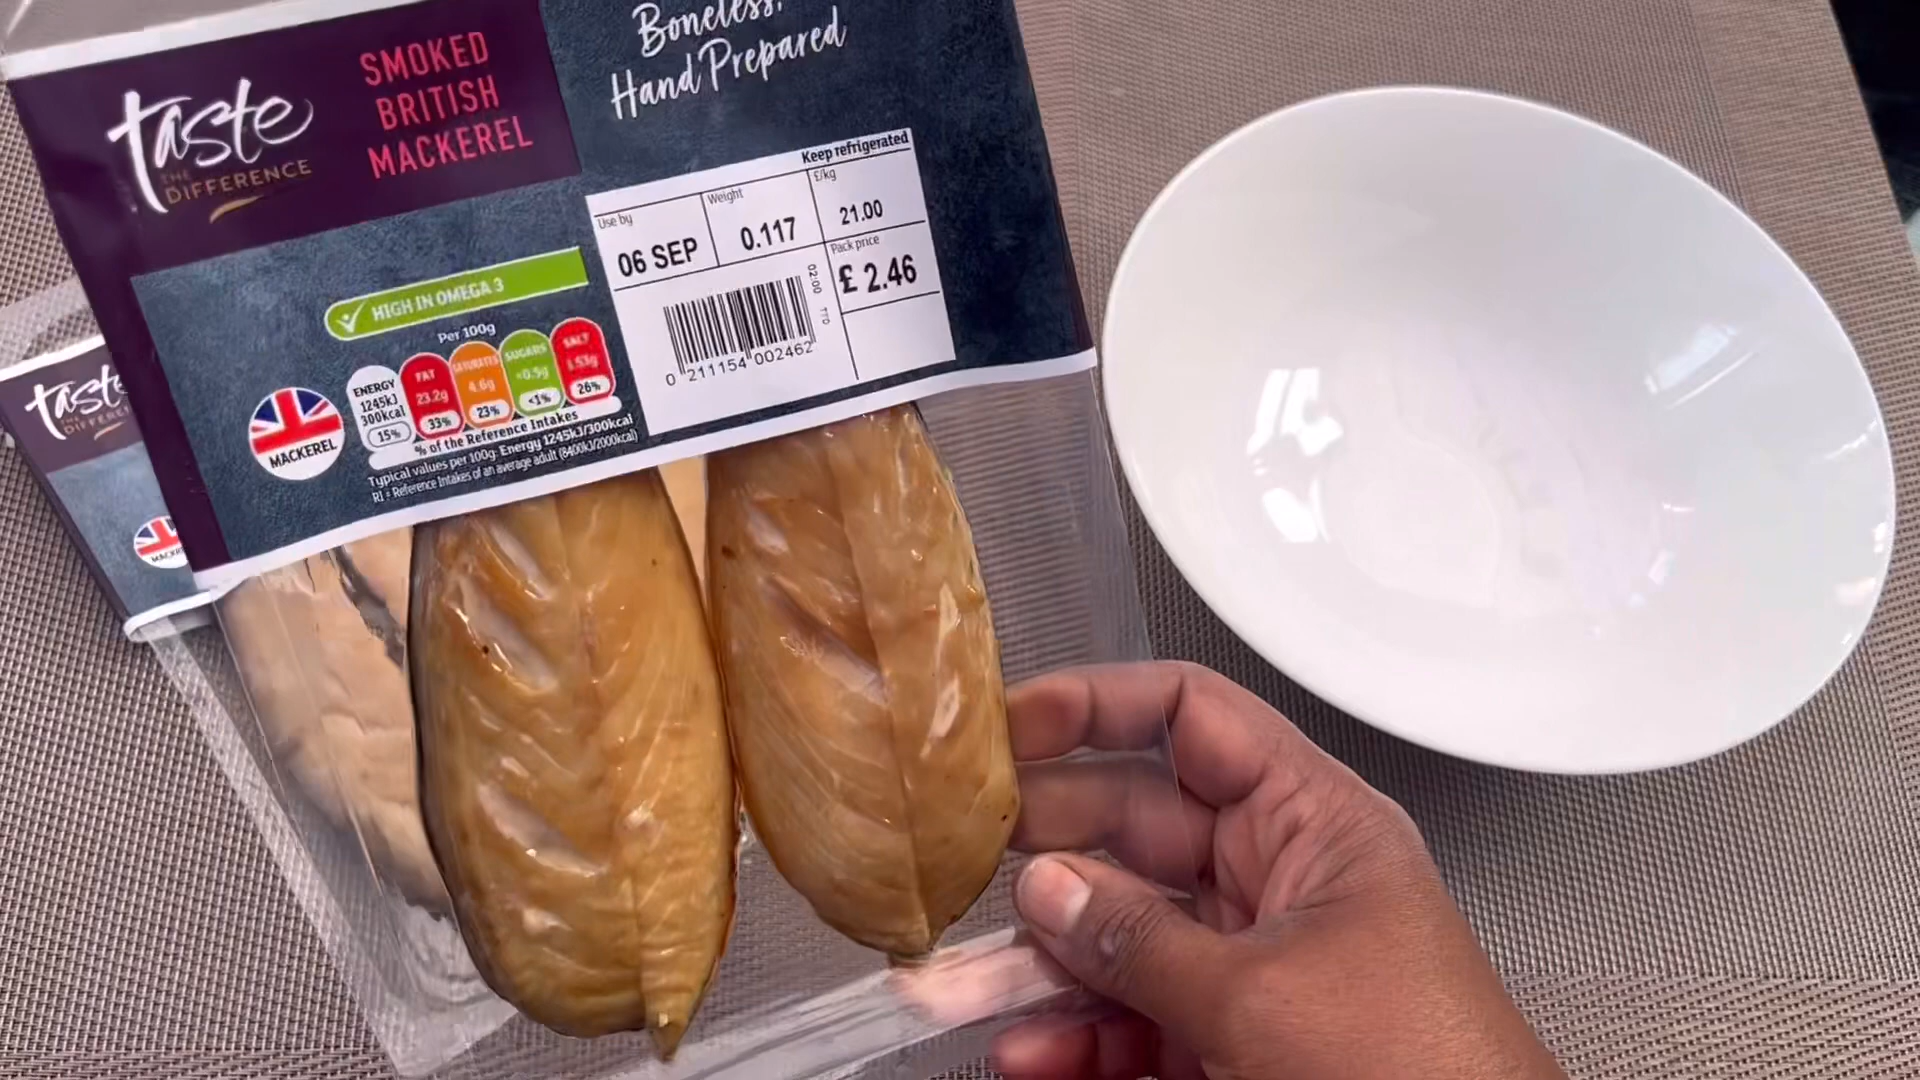 taste
THE
DIFFERENCE
SMOKED
BRITISH
MACKEREL
Boneless,
Hand Prepared
Keep refrigerated
Use by
06 SEP
Weight
0.117
£/kg
21.00
Pack price
£ 2.46
0 211154 002462
HIGH IN OMEGA 3
Per 100g
ENERGY
1245kJ
300kcal
15%
FAT
23.2g
33%
SATURATES
4.6g
23%
SUGARS
<0.5g
<1%
SALT
1.53g
26%
% of the Reference Intakes
Typical values per 100g: Energy 1245kJ/300kcal
RI = Reference Intakes of an average adult (8400kJ/2000kcal)
MACKEREL